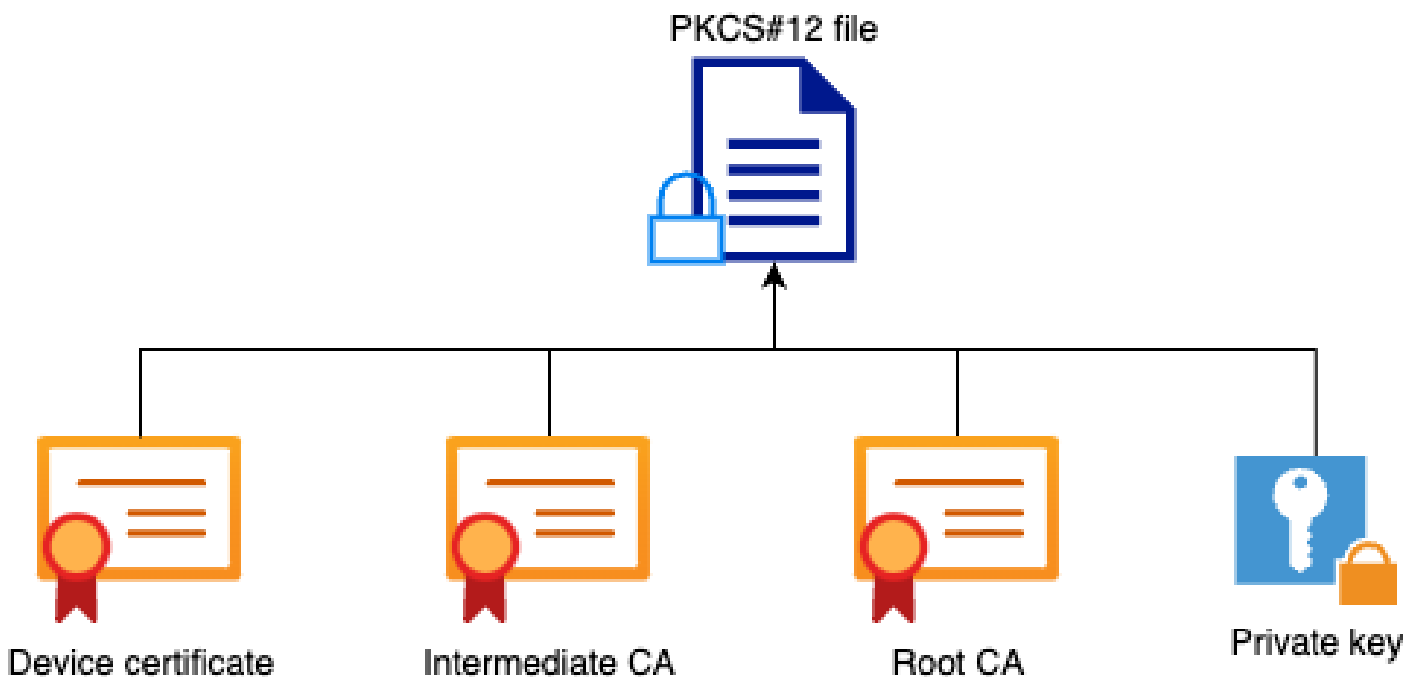 PKCS#12 file
Device certificate
Intermediate CA
Root CA
Private key